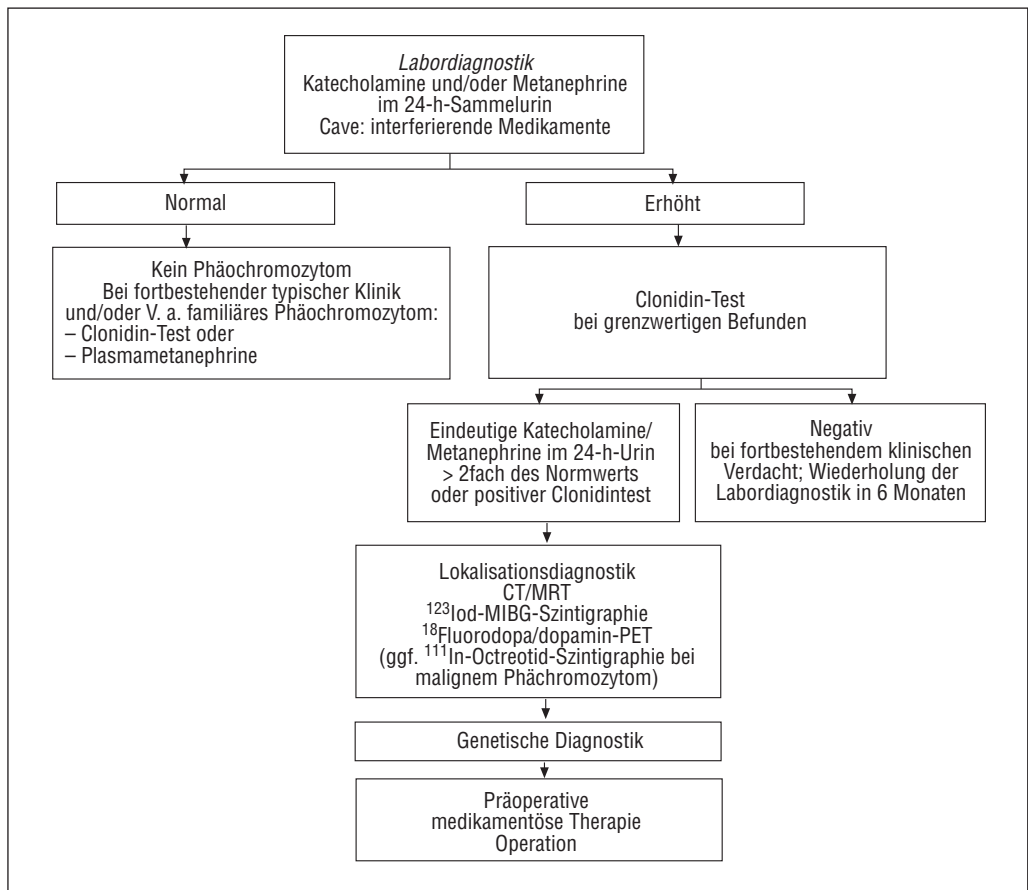 Labordiagnostik
Katecholamine und/oder Metanephrine
im 24-h-Sammelurin
Cave: interferierende Medikamente
Normal
Erhöht
Kein Phäochromozytom
Bei fortbestehender typischer Klinik
und/oder V. a. familiäres Phäochromozytom:
– Clonidin-Test oder
– Plasmametanephrine
Clonidin-Test
bei grenzwertigen Befunden
Eindeutige Katecholamine/
Metanephrine im 24-h-Urin
> 2fach des Normwerts
oder positiver Clonidintest
Negativ
bei fortbestehendem klinischen
Verdacht; Wiederholung der
Labordiagnostik in 6 Monaten
Lokalisationsdiagnostik
CT/MRT
¹²³Iod-MIBG-Szintigraphie
¹⁸Fluorodopa/dopamin-PET
(ggf. ¹¹¹In-Octreotid-Szintigraphie bei
malignem Phächromozytom)
Genetische Diagnostik
Präoperative
medikamentöse Therapie
Operation